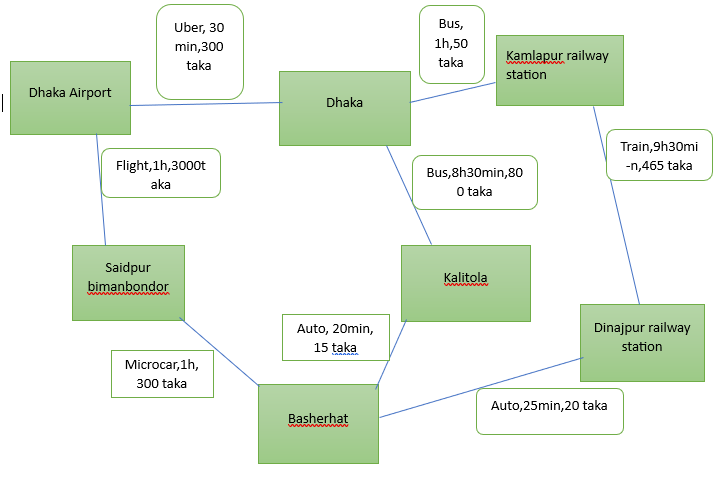 Uber, 30
min,300
taka
Bus,
1h,50
taka
Kamlapur railway
station
Dhaka Airport
Dhaka
Train,9h30mi
-n,465 taka
Flight,1h,3000t
aka
Bus,8h30min,80
0 taka
Saidpur
bimanbondor
Kalitola
Auto, 20min,
15 taka
Dinajpur railway
station
Microcar,1h,
300 taka
Basherhat
Auto,25min,20 taka